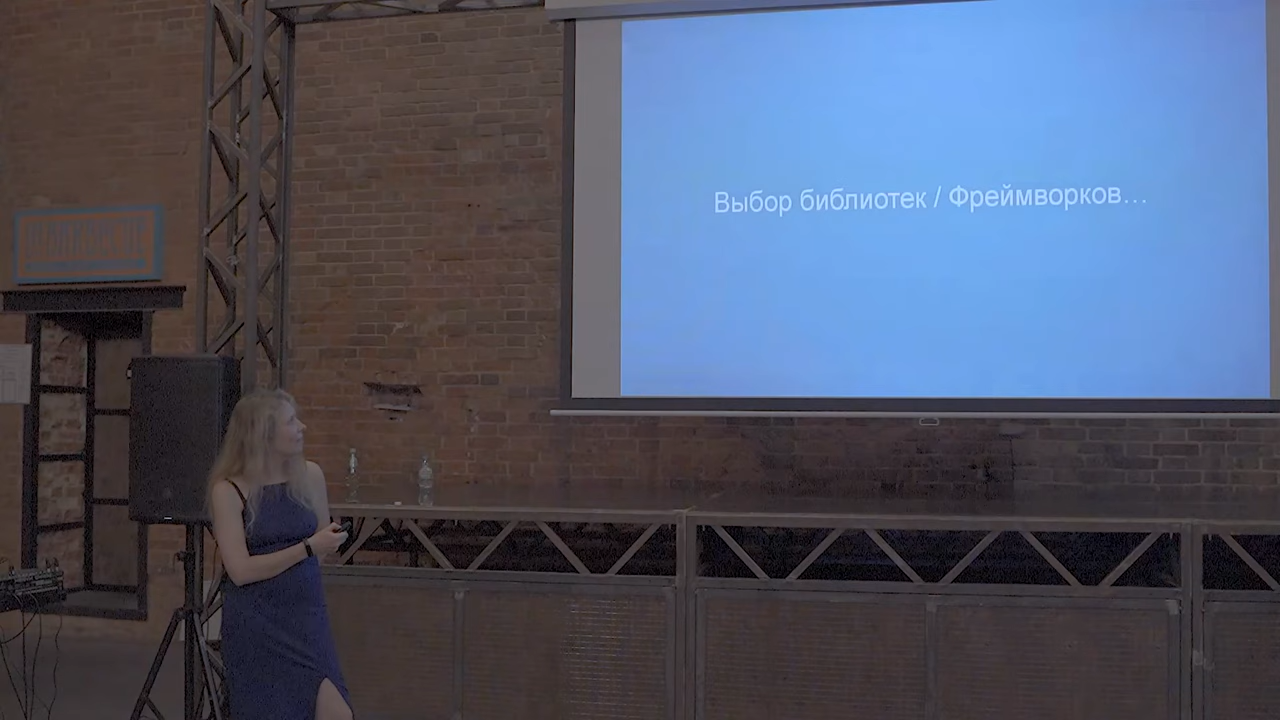 Выбор библиотек / Фреймворков…